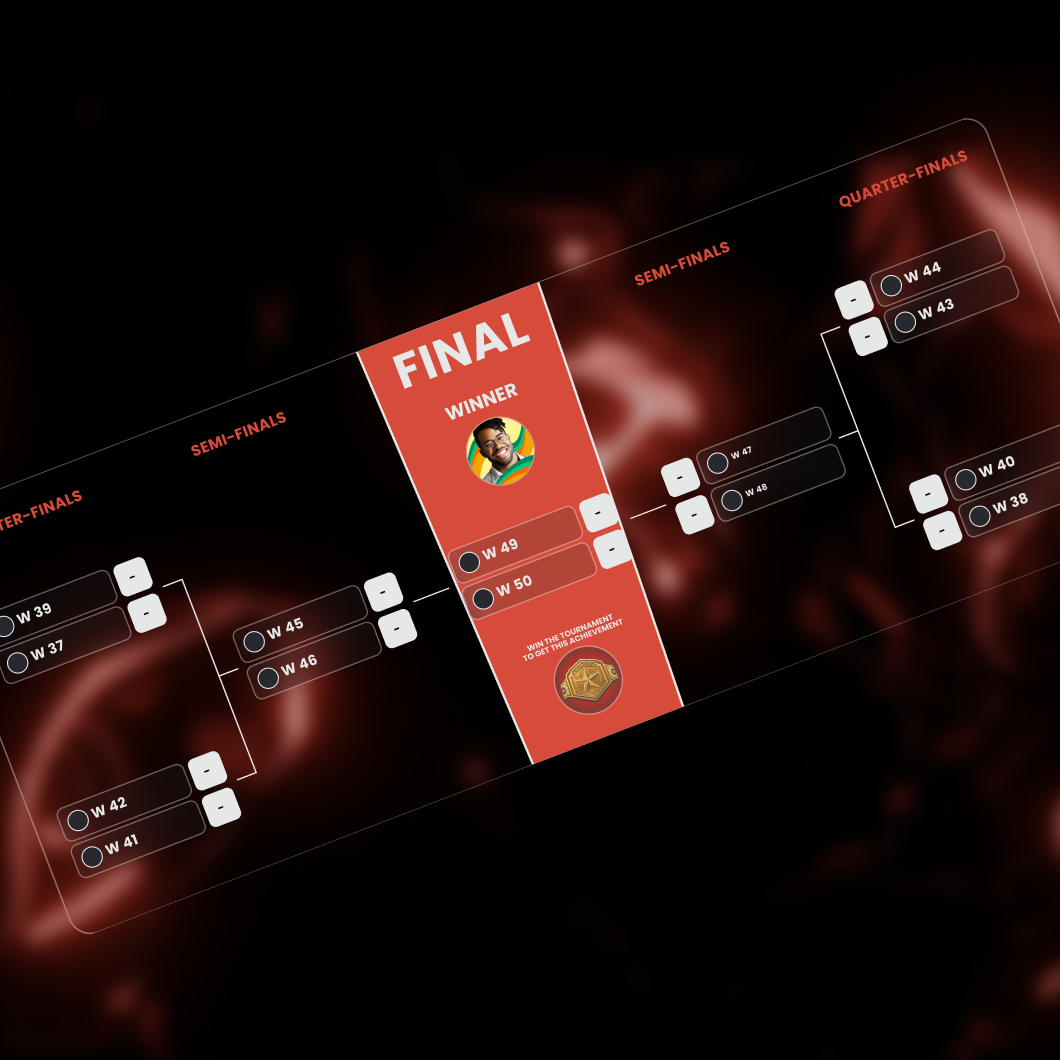 QUARTER-FINALS
W 44
-
W 43
-
W 40
-
W 38
-
SEMI-FINALS
W 47
-
W 48
-
FINAL
WINNER
W 49
-
W 50
-
WIN THE TOURNAMENT
TO GET THIS ACHIEVEMENT
SEMI-FINALS
W 45
-
W 46
-
TER-FINALS
W 39
-
W 37
-
W 42
-
W 41
-